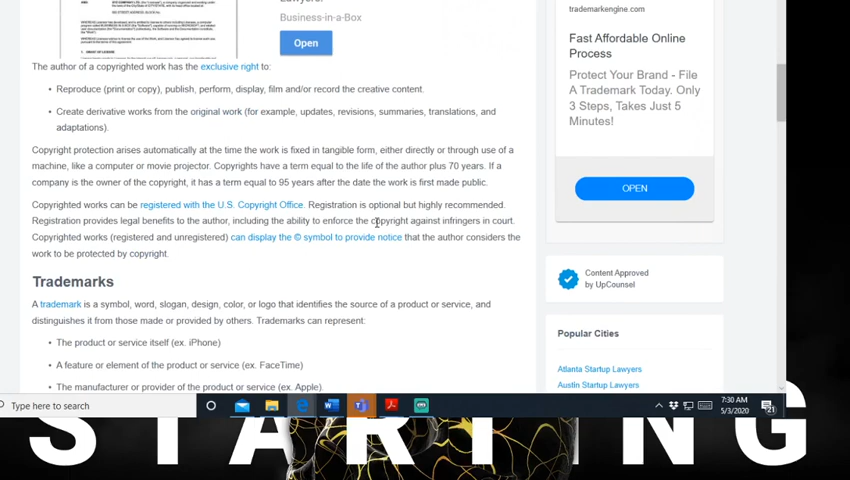 Lawyers.
Business-in-a-Box
Open
The author of a copyrighted work has the exclusive right to:
• Reproduce (print or copy), publish, perform, display, film and/or record the creative content.
• Create derivative works from the original work (for example, updates, revisions, summaries, translations, and
adaptations).
Copyright protection arises automatically at the time the work is fixed in tangible form, either directly or through use of a
machine, like a computer or movie projector. Copyrights have a term equal to the life of the author plus 70 years. If a
company is the owner of the copyright, it has a term equal to 95 years after the date the work is first made public.
Copyrighted works can be registered with the U.S. Copyright Office. Registration is optional but highly recommended.
Registration provides legal benefits to the author, including the ability to enforce the copyright against infringers in court.
Copyrighted works (registered and unregistered) can display the © symbol to provide notice that the author considers the
work to be protected by copyright.
Trademarks
A trademark is a symbol, word, slogan, design, color, or logo that identifies the source of a product or service, and
distinguishes it from those made or provided by others. Trademarks can represent:
• The product or service itself (ex. iPhone)
• A feature or element of the product or service (ex. FaceTime)
• The manufacturer or provider of the product or service (ex. Apple).
trademarkengine.com
Fast Affordable Online
Process
Protect Your Brand - File
A Trademark Today. Only
3 Steps, Takes Just 5
Minutes!
OPEN
Content Approved
by UpCounsel
Popular Cities
Atlanta Startup Lawyers
Austin Startup Lawyers
Type here to search
7:30 AM
5/3/2020
21
STARTING